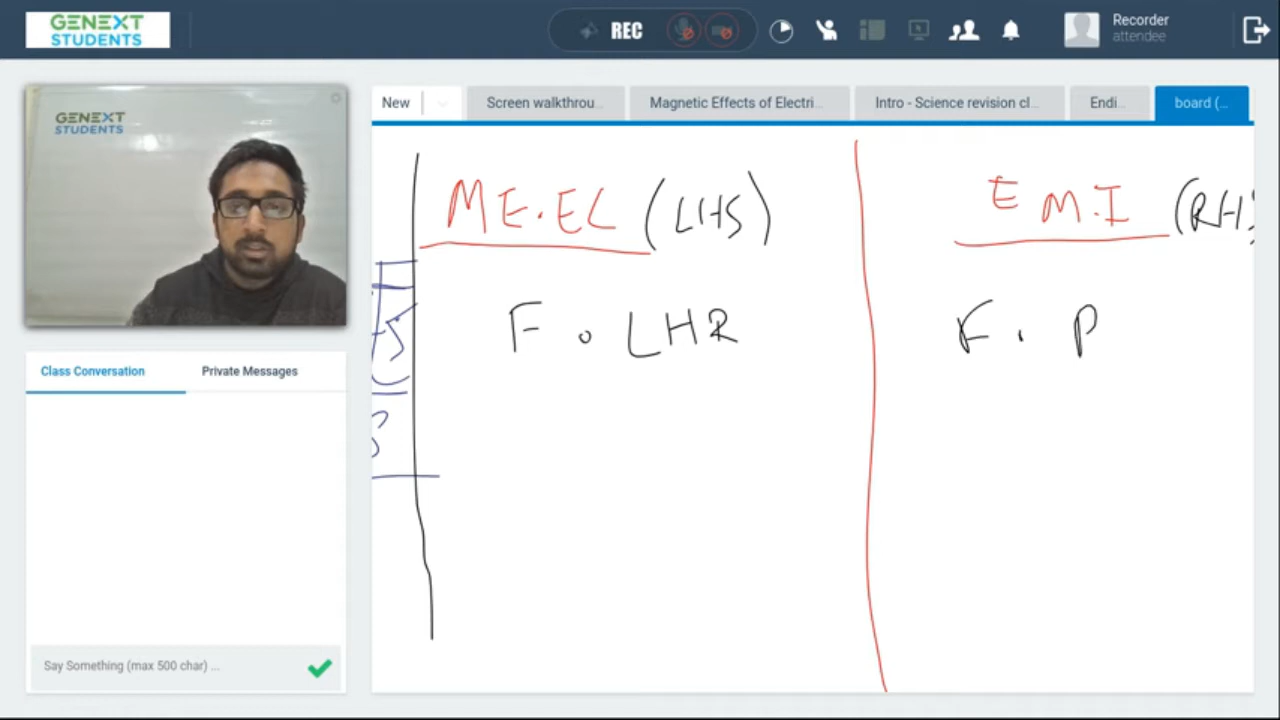 GENEXT
STUDENTS
REC
Recorder
attendee
GENEXT
STUDENTS
New
Screen walkthrou
Magnetic Effects of Electri...
Intro - Science revision cl...
Endi...
board (...
Class Conversation
Private Messages
ME.EL (LHS)
E M.I (RHS
F. LHR
F. P
Say Something (max 500 char) ...